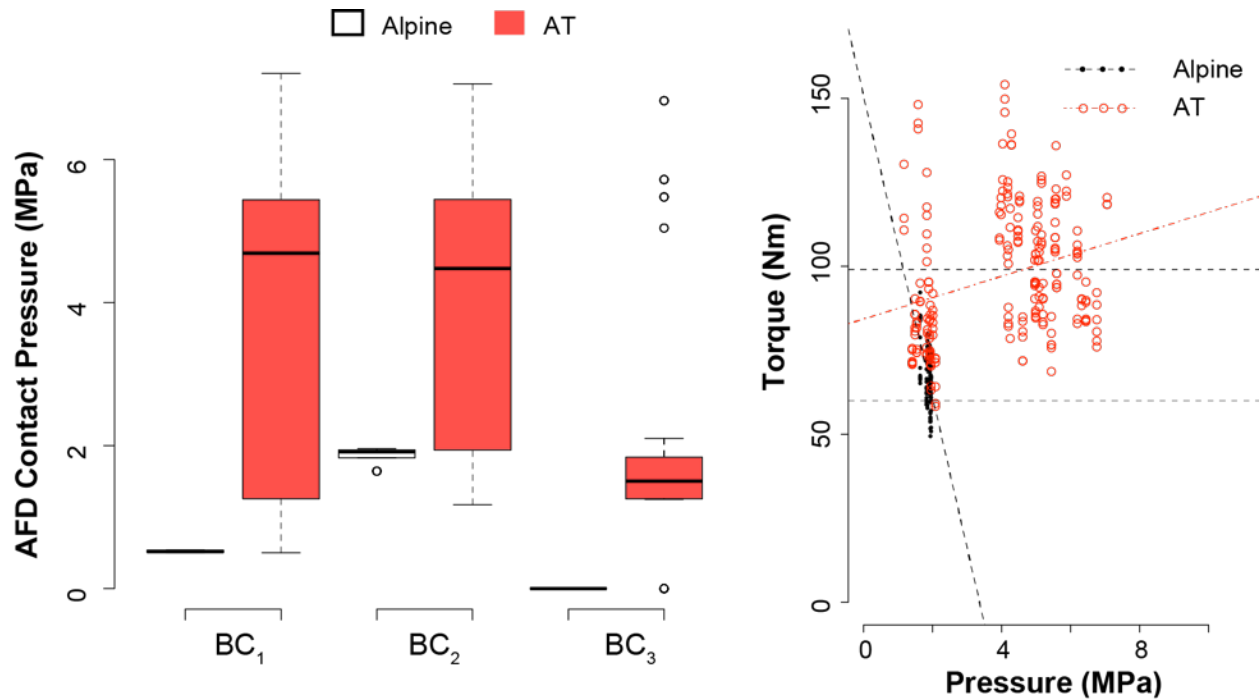 Alpine AT
AFD Contact Pressure (MPa)
6
4
2
0
BC₁ BC₂ BC₃
Alpine
AT
Torque (Nm)
150
100
50
0
0 2 4 8
Pressure (MPa)